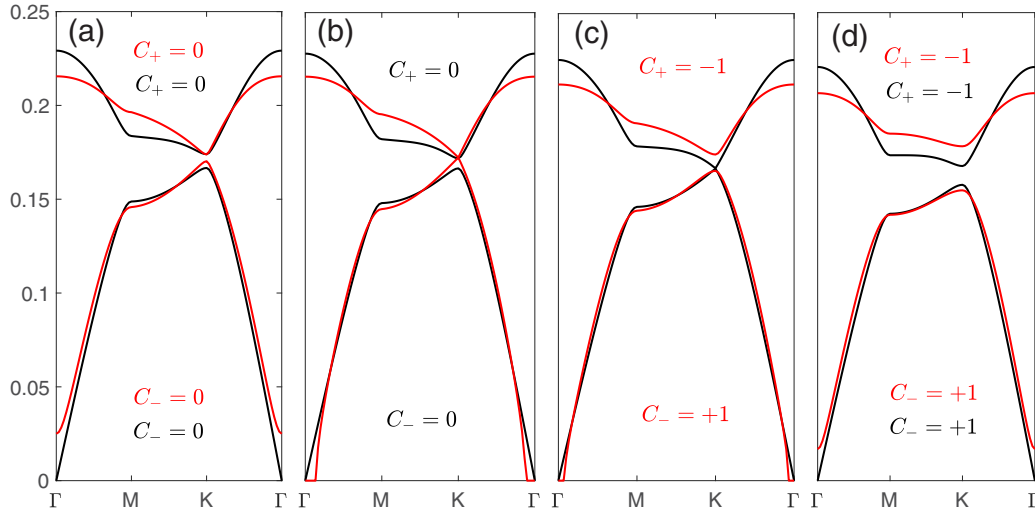 (a)
(b)
(c)
(d)
0.25
0.2
0.15
0.1
0.05
0
C₊ = 0
C₊ = 0
C₋ = 0
C₋ = 0
C₊ = 0
C₋ = 0
C₊ = −1
C₋ = +1
C₊ = −1
C₊ = −1
C₋ = +1
C₋ = +1
Γ M K Γ
Γ M K Γ
Γ M K Γ
Γ M K Γ